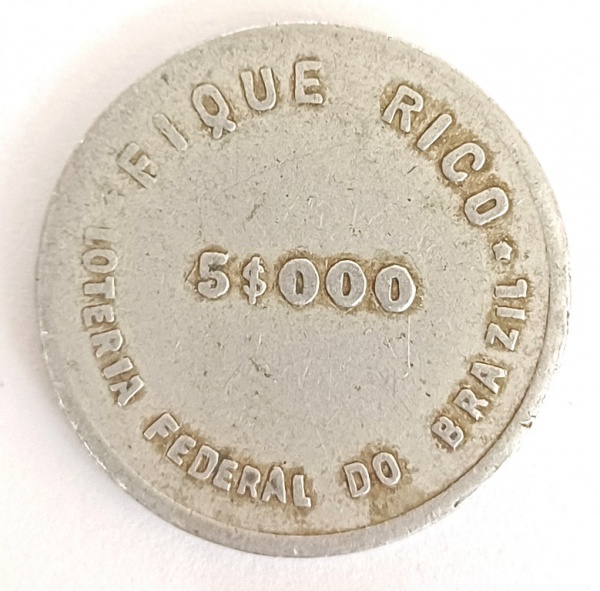 FIQUE RICO
5$000
LOTERIA FEDERAL DO BRAZIL